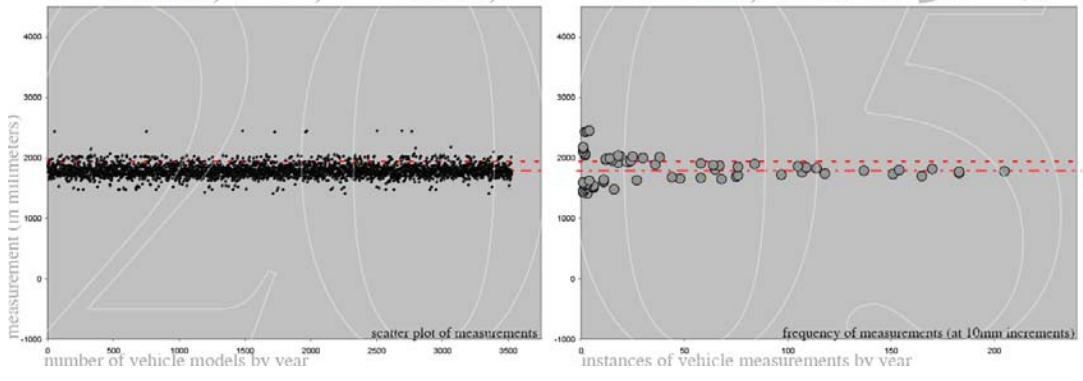 2005
measurement (in millimeters)
4000
3000
2000
1000
0
-1000
scatter plot of measurements
0 500 1000 1500 2000 2500 3000 3500
number of vehicle models by year
4000
3000
2000
1000
0
-1000
frequency of measurements (at 10mm increments)
0 50 100 150 200
instances of vehicle measurements by year